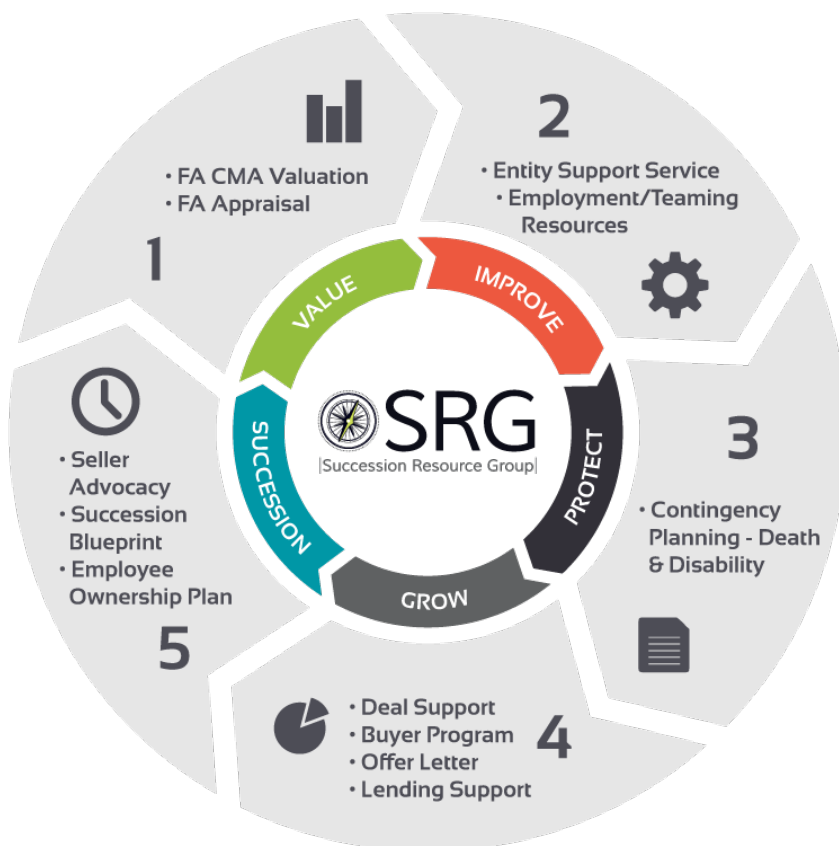 1
• FA CMA Valuation
• FA Appraisal
2
• Entity Support Service
• Employment/Teaming
Resources
3
• Contingency
Planning - Death
& Disability
4
• Deal Support
• Buyer Program
• Offer Letter
• Lending Support
5
• Seller
Advocacy
• Succession
Blueprint
• Employee
Ownership Plan
VALUE
IMPROVE
PROTECT
GROW
SUCCESSION
SRG
|Succession Resource Group|